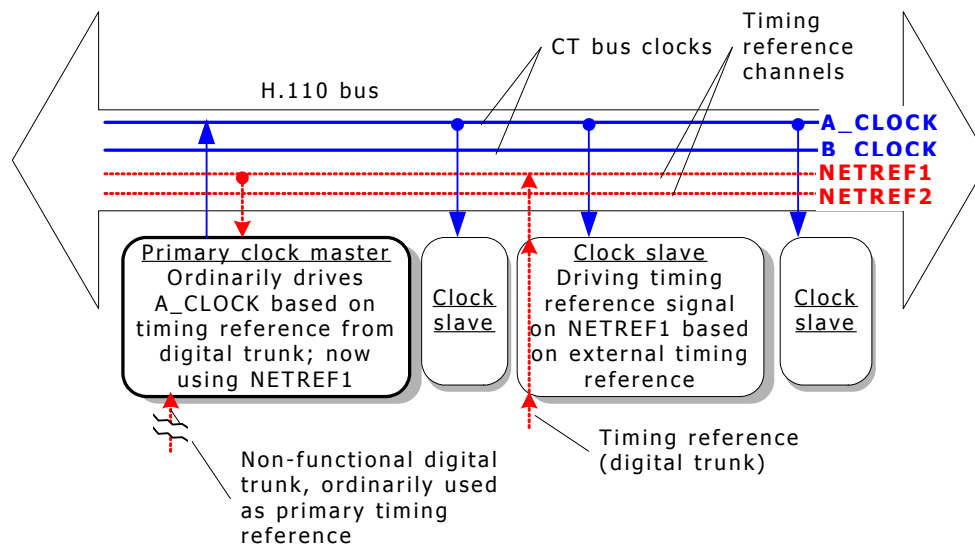 CT bus clocks
Timing
reference
channels
H.110 bus
A_CLOCK
B_CLOCK
NETREF1
NETREF2
Primary clock master
Ordinarily drives
A_CLOCK based on
timing reference from
digital trunk; now
using NETREF1
Clock
slave
Clock slave
Driving timing
reference signal
on NETREF1 based
on external timing
reference
Clock
slave
Non-functional digital
trunk, ordinarily used
as primary timing
reference
Timing reference
(digital trunk)